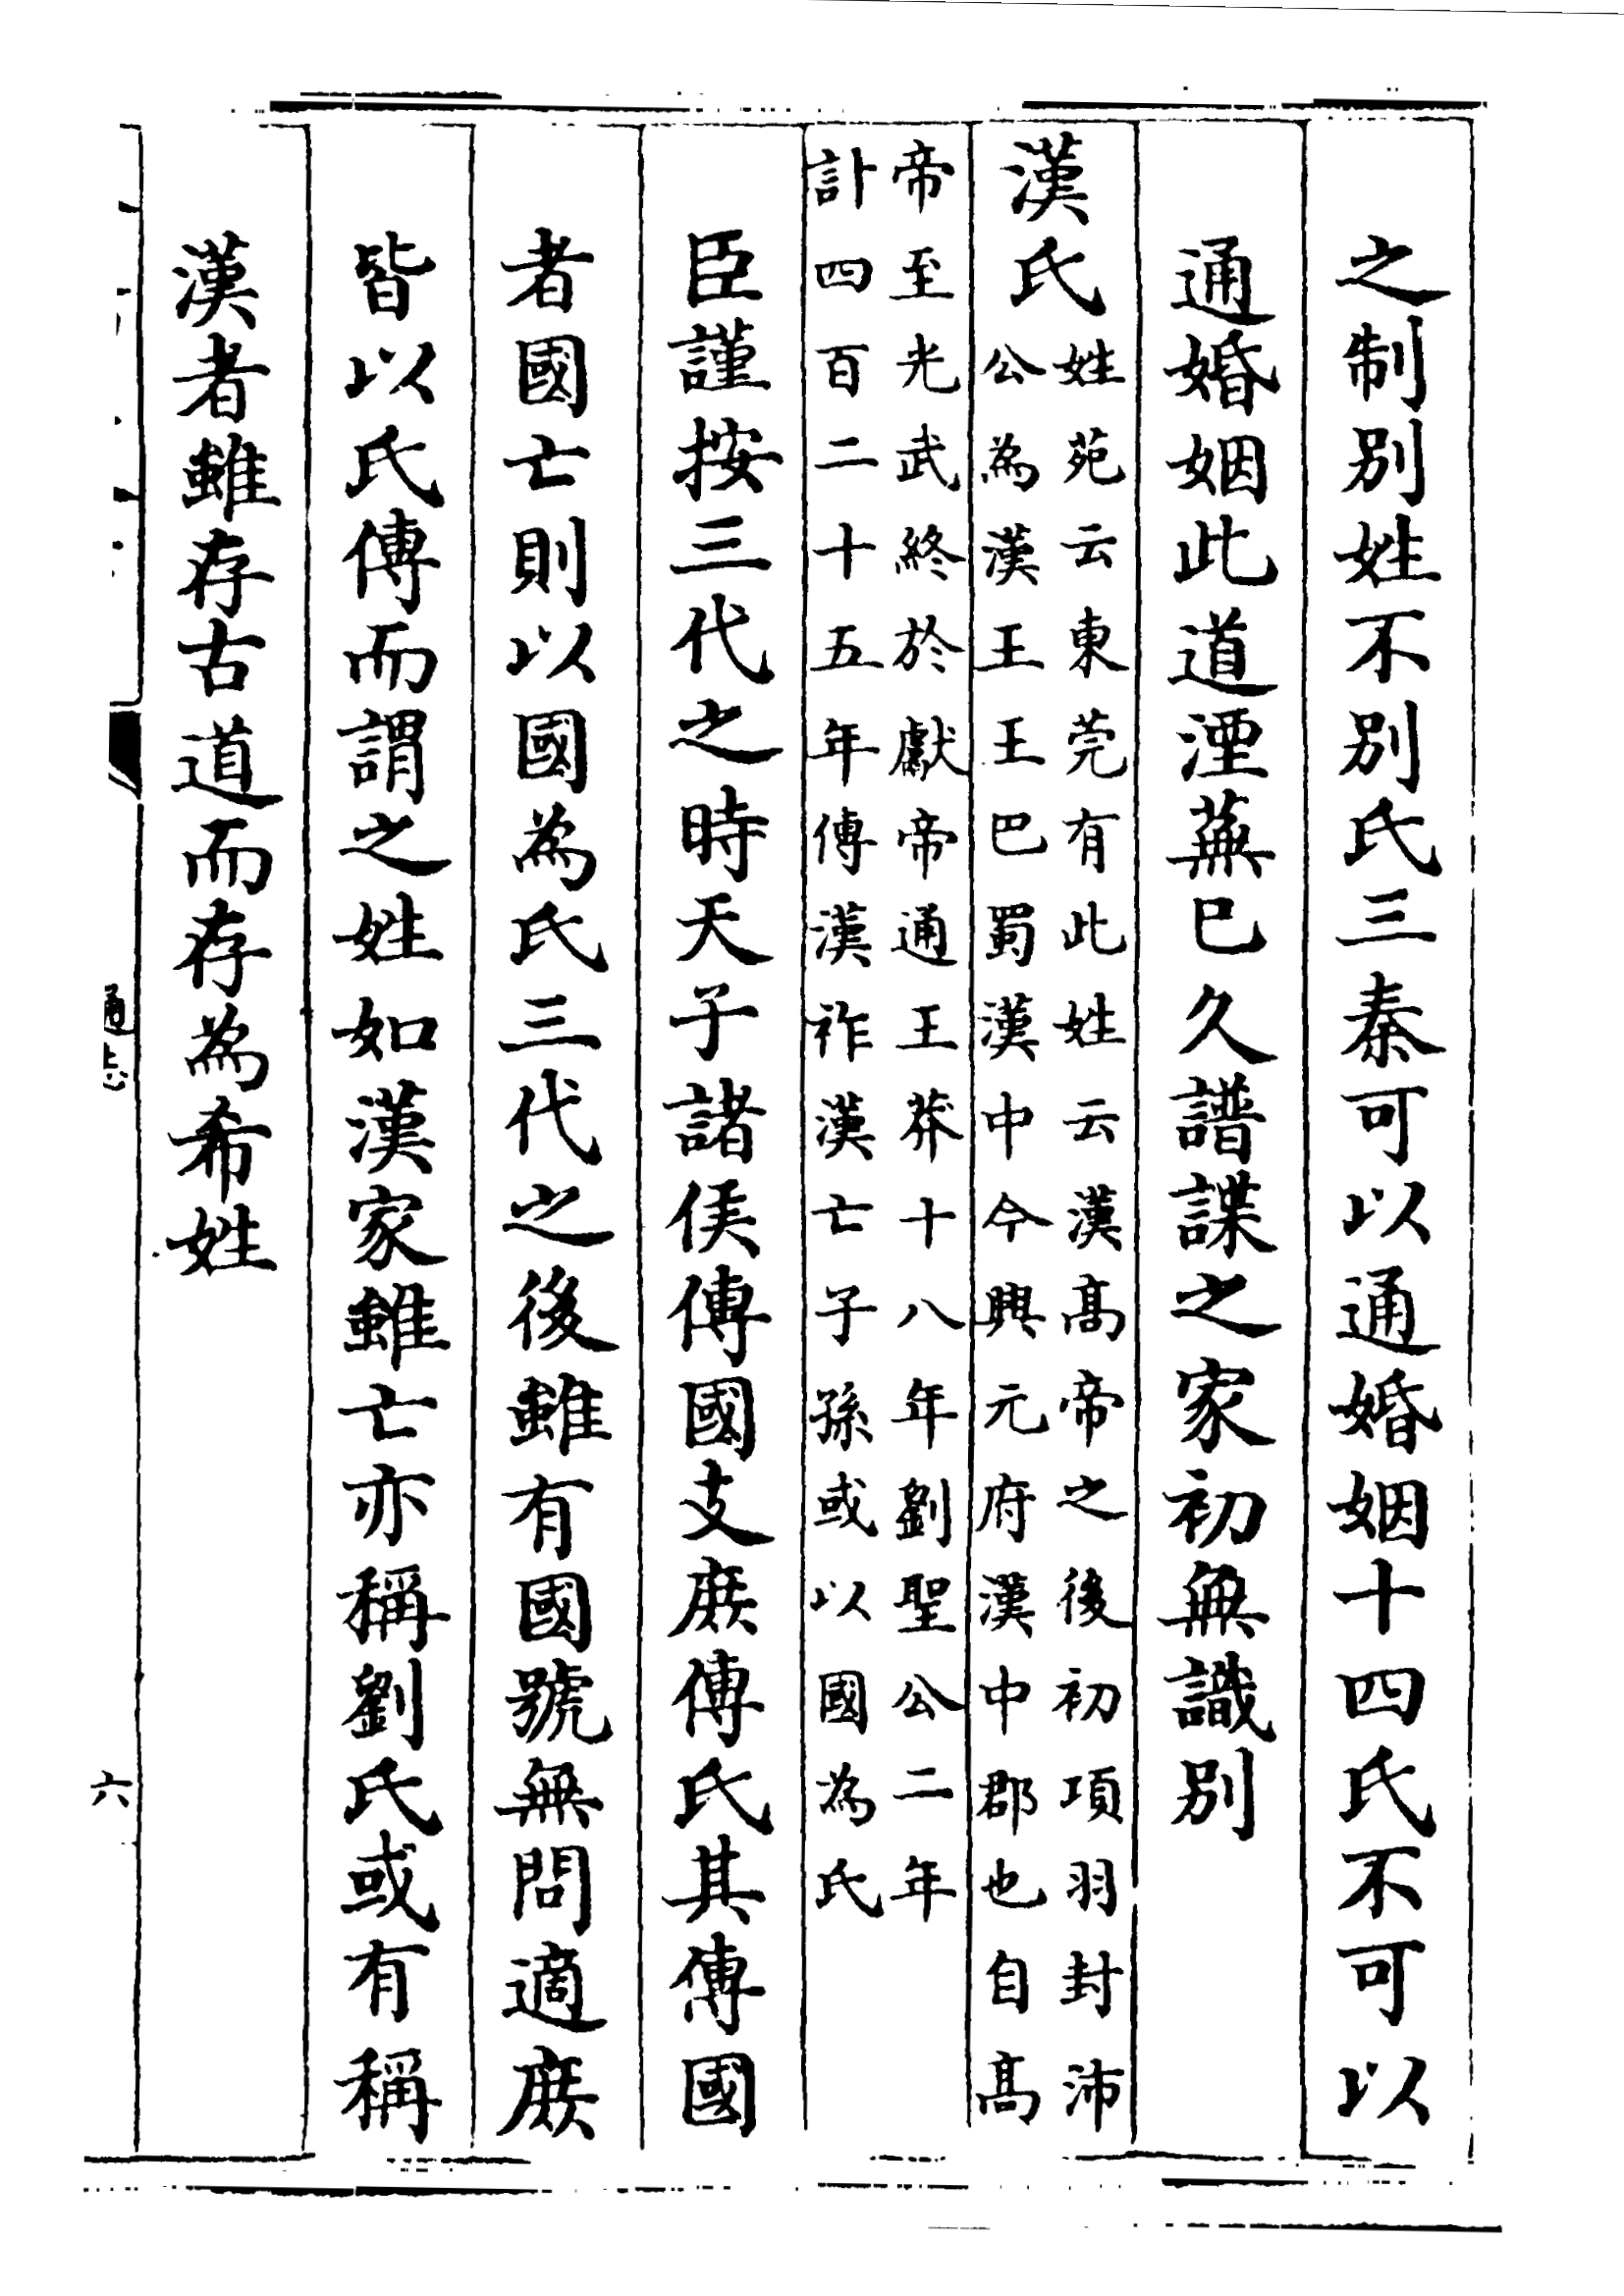 之制別姓不別氏三秦可以通婚姻十四氏不可以
通婚姻此道湮蕪已久譜諜之家初無識別
漢氏姓苑云東莞有此姓云漢高帝之後初項羽封沛
公為漢王王巴蜀漢中今興元府漢中郡也自高
帝至光武終於獻帝通王莽十八年劉聖公二年
訃四百二十五年傳漢祚漢亡子孫或以國為氏
臣謹按三代之時天子諸侯傳國支庶傳氏其傳國
者國亡則以國為氏三代之後雖有國號無問適庶
皆以氏傳而謂之姓如漢家雖亡亦稱劉氏或有稱
漢者雖存古道而存為希姓
通志
六